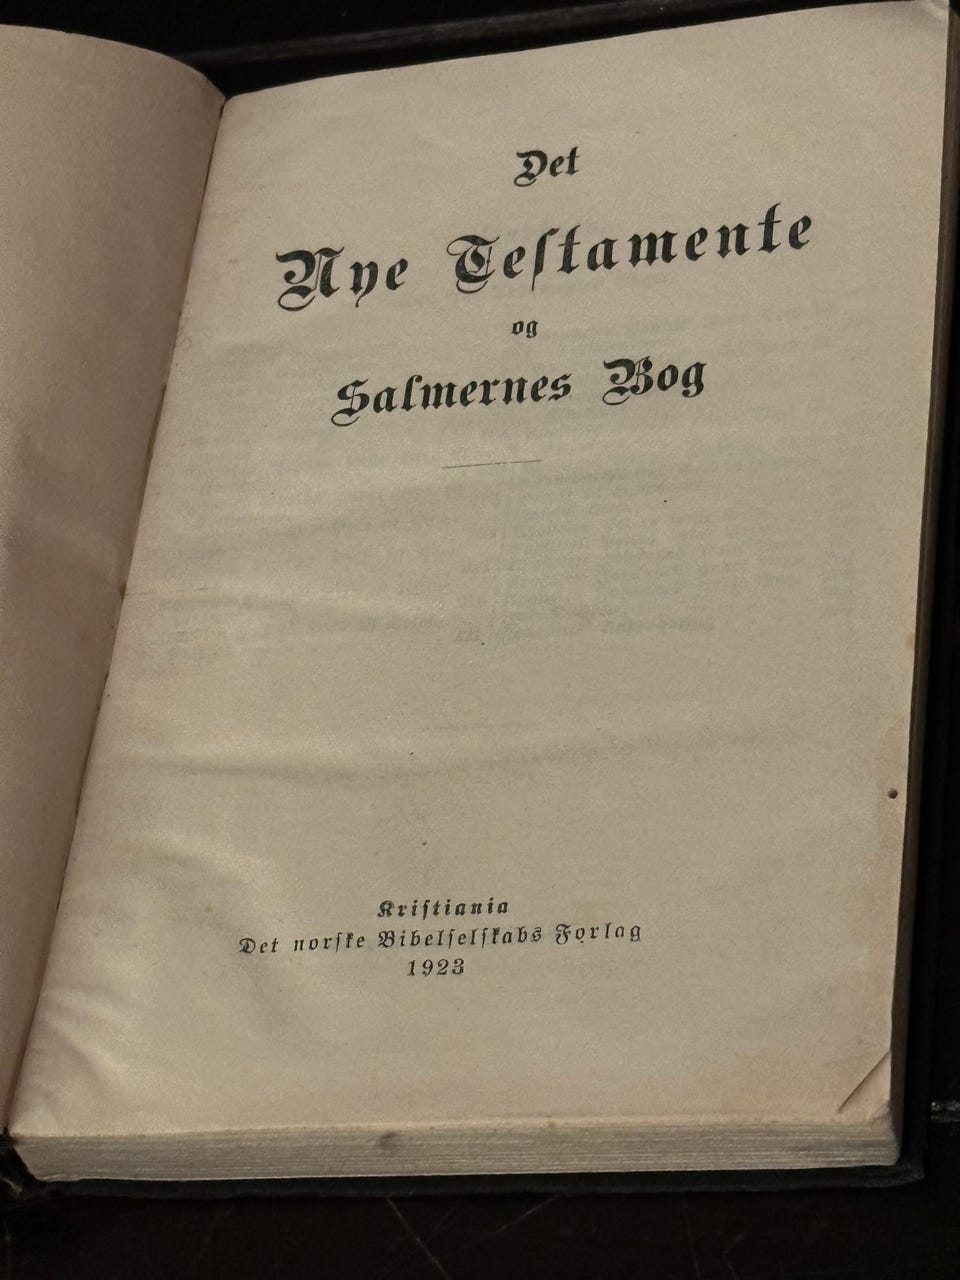 Det
Nye Teſtamente
og
Salmernes Bog
Kriſtiania
Det norſke Bibelſelſkabs Forlag
1923